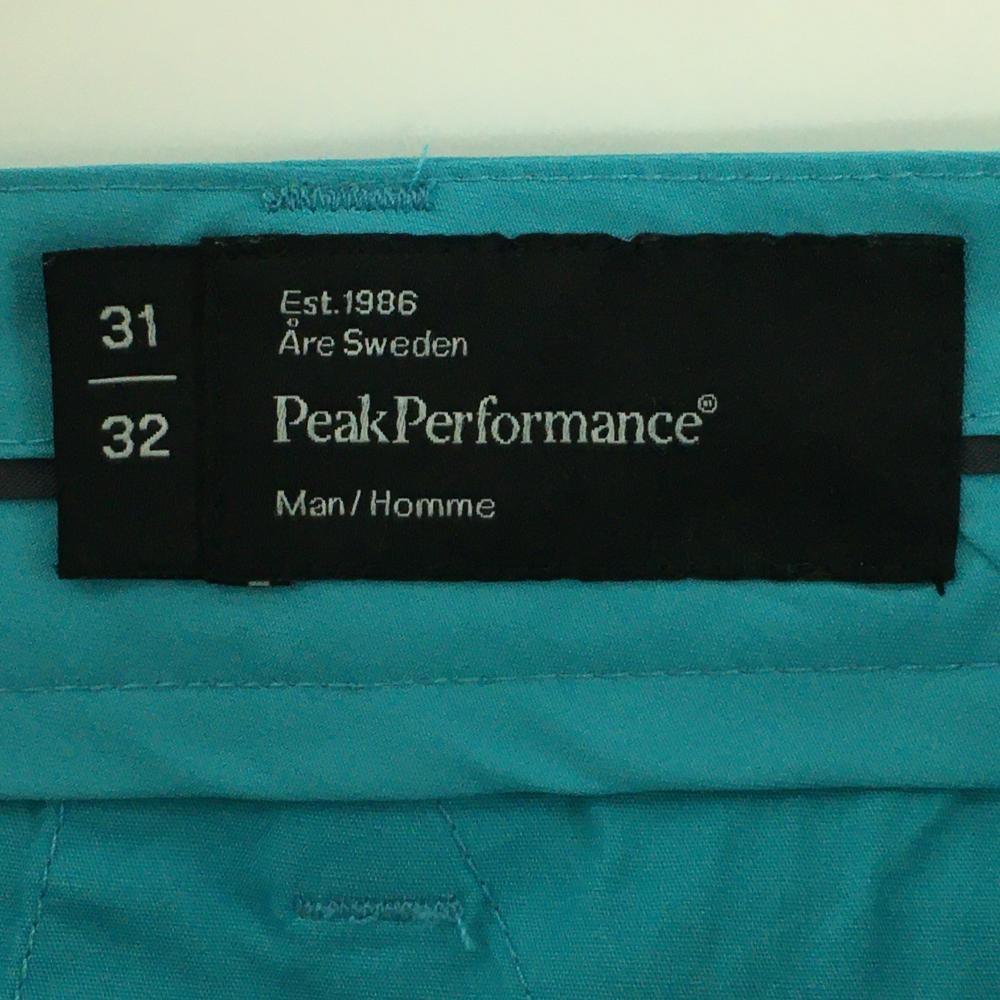 31
32
Est.1986
Åre Sweden
PeakPerformance®
Man/Homme